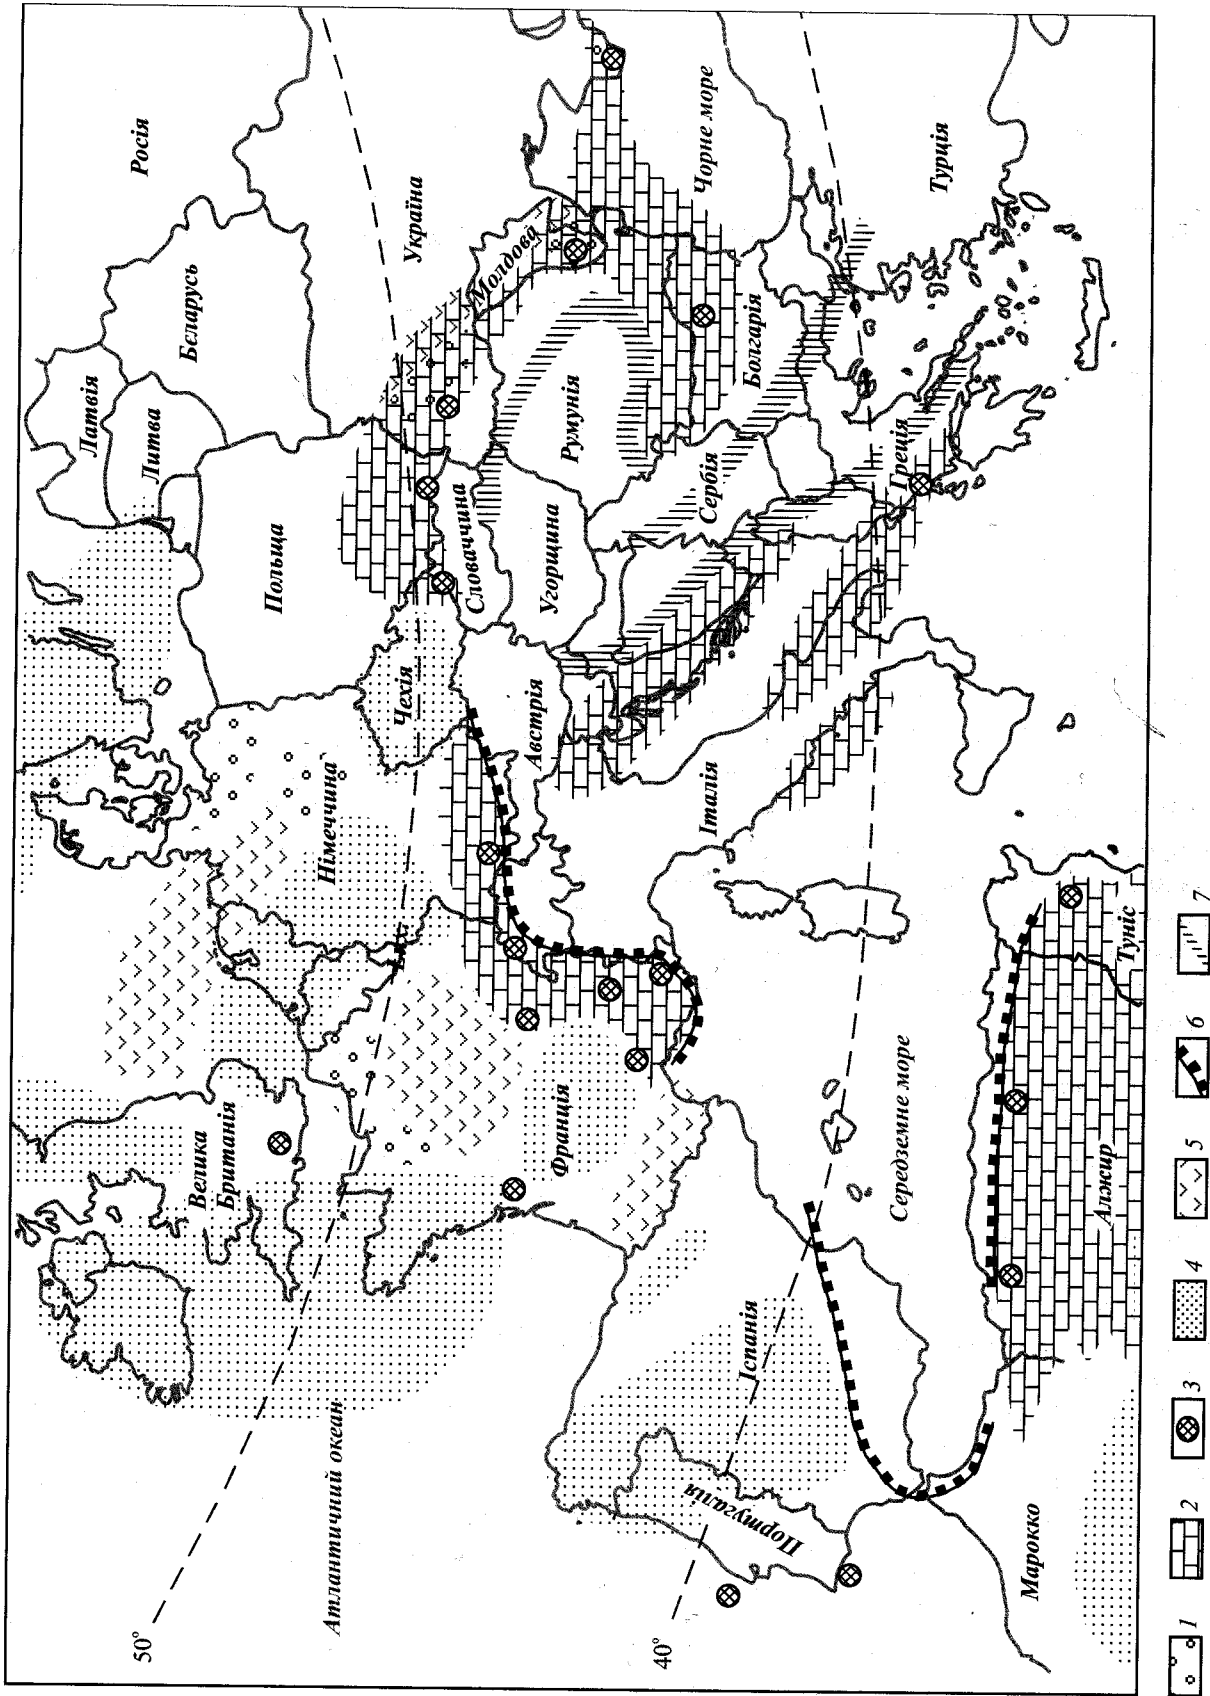 Росія
Латвія
Литва
Бєларусь
Польща
Україна
Молдова
Чорне море
Румунія
Болгарія
Турція
Словаччина
Угорщина
Сербія
Греція
Чехія
Австрія
Німеччина
Італія
Велика
Британія
Франція
Середземне море
Туніс
Алжир
Іспанія
Португалія
Марокко
Атлантичний океан
50°
40°
1
2
3
4
5
6
7